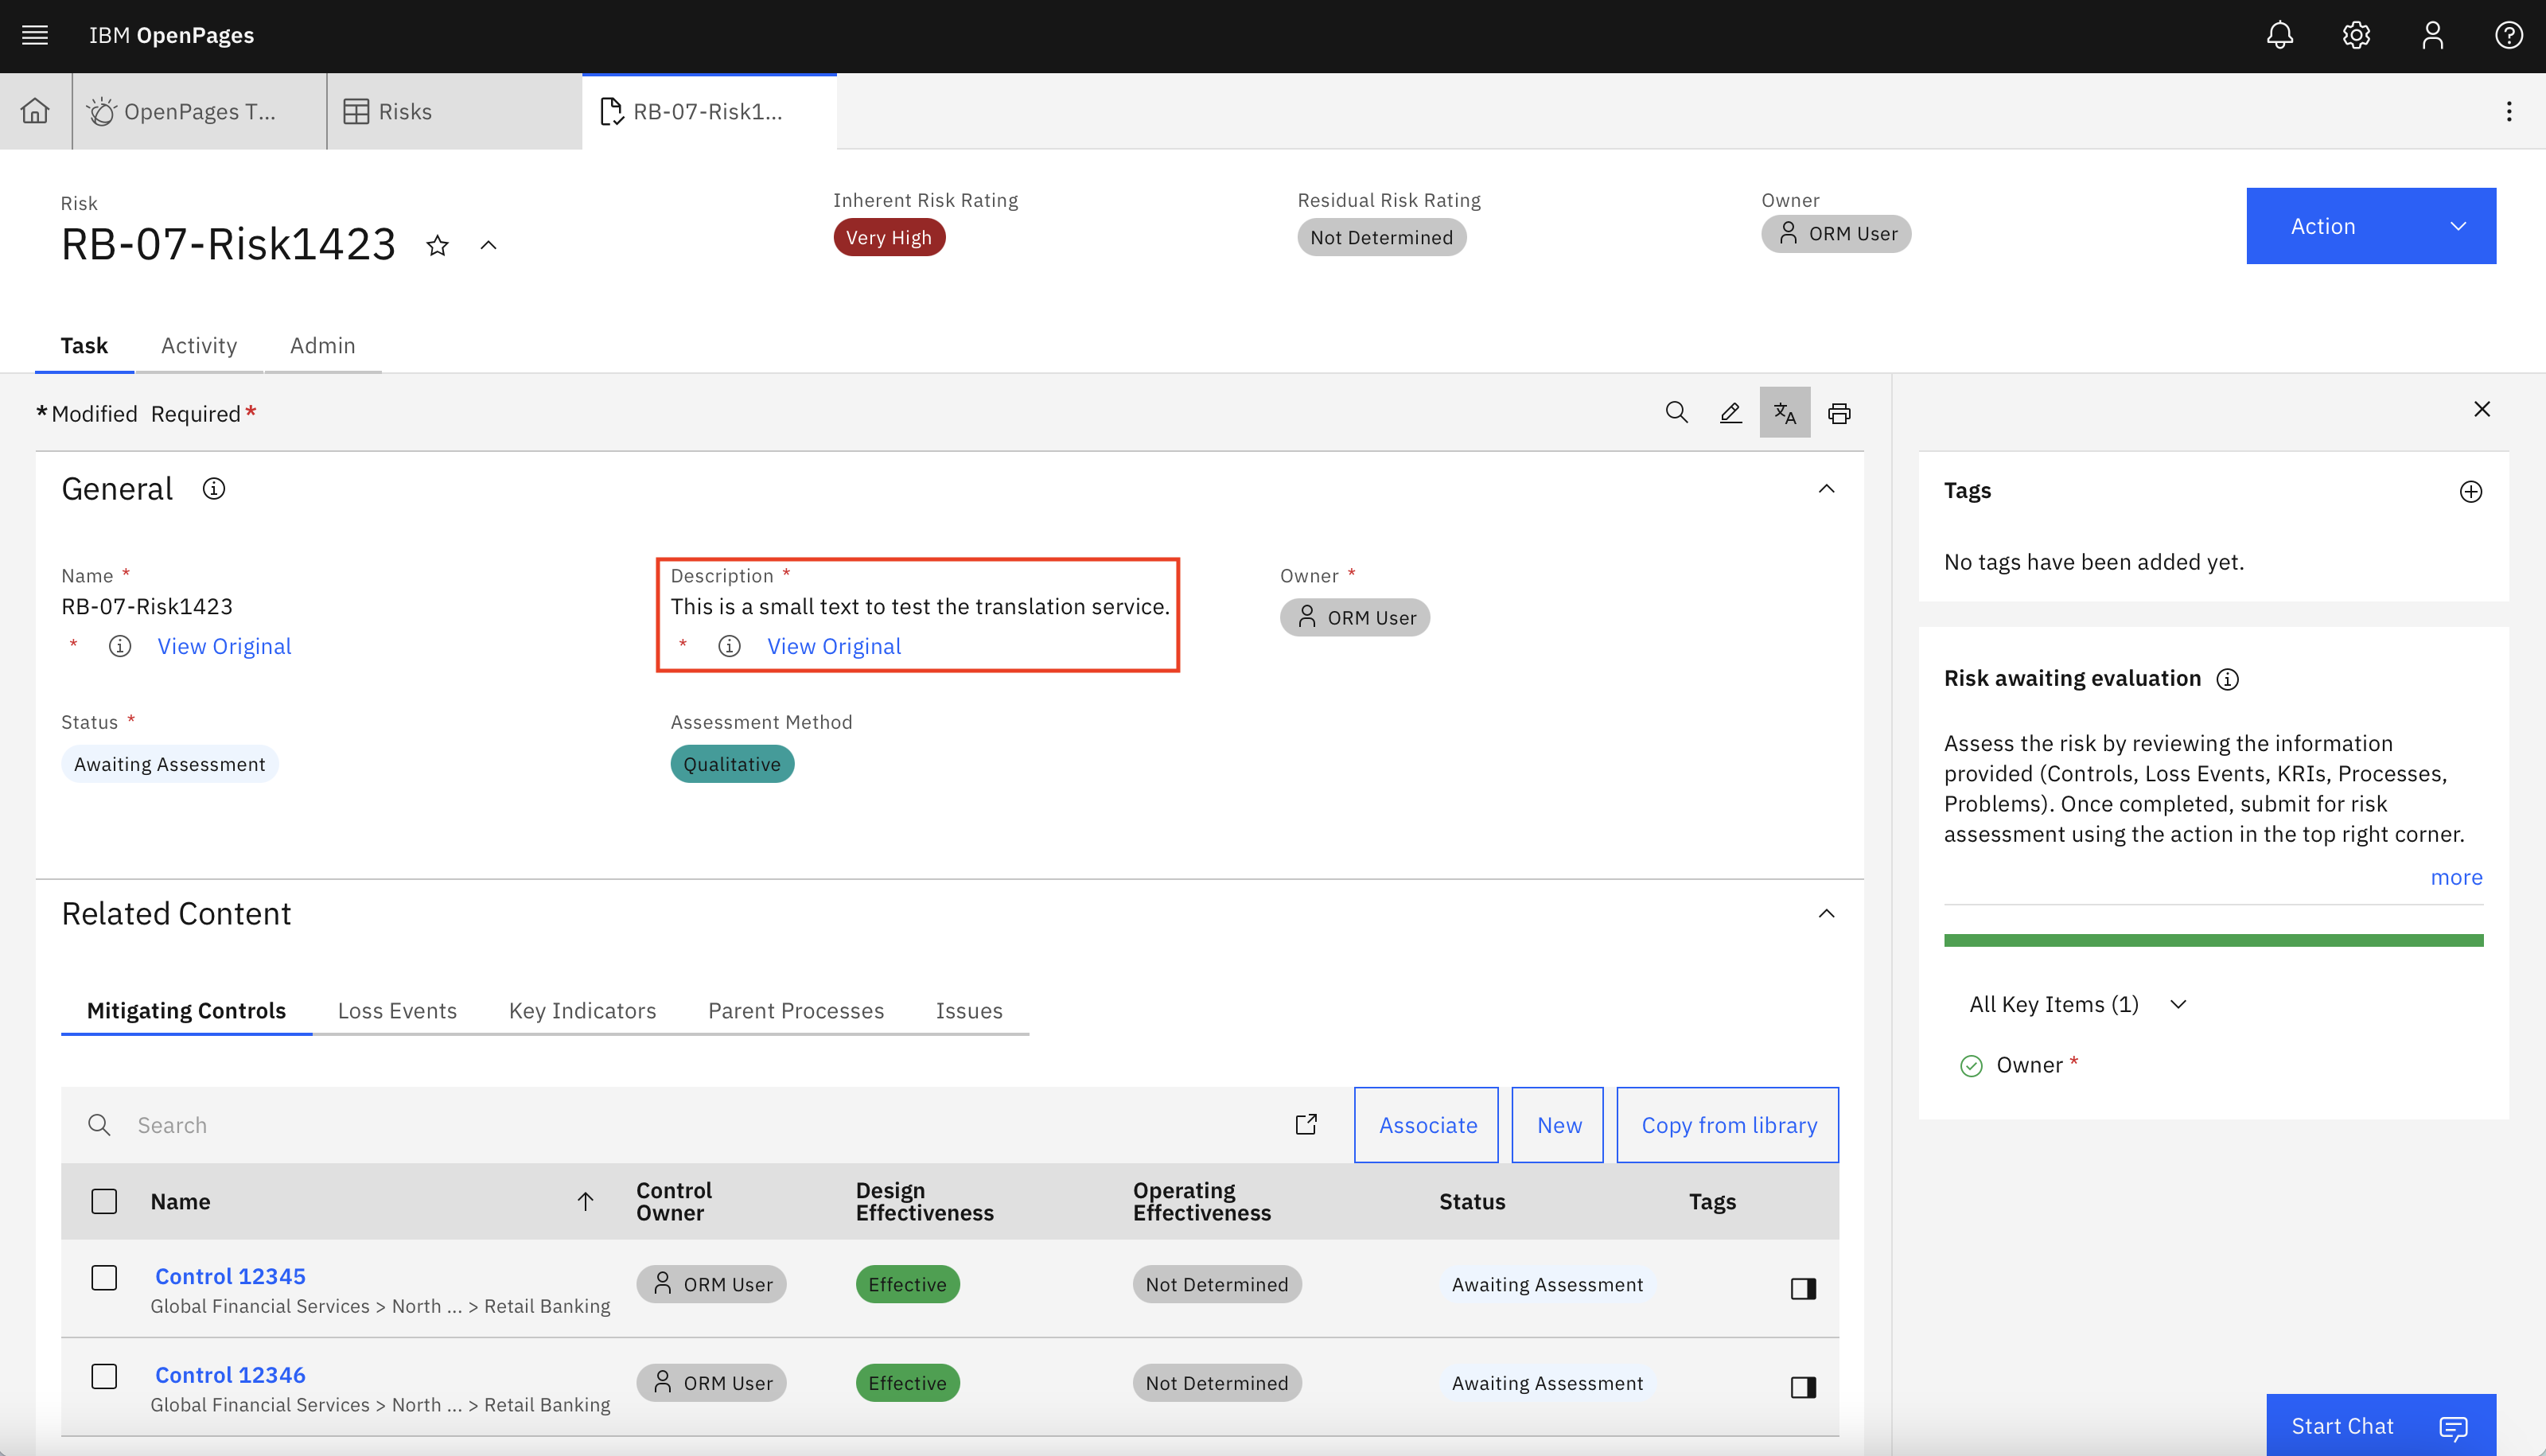 IBM OpenPages
OpenPages T...
Risks
RB-07-Risk1...
Risk
RB-07-Risk1423
Inherent Risk Rating
Very High
Residual Risk Rating
Not Determined
Owner
ORM User
Action
Task
Activity
Admin
*Modified Required*
General
Name *
RB-07-Risk1423
* View Original
Description *
This is a small text to test the translation service.
* View Original
Owner *
ORM User
Status *
Awaiting Assessment
Assessment Method
Qualitative
Related Content
Mitigating Controls
Loss Events
Key Indicators
Parent Processes
Issues
Search
Associate
New
Copy from library
Name
Control
Owner
Design
Effectiveness
Operating
Effectiveness
Status
Tags
Control 12345
Global Financial Services > North ... > Retail Banking
ORM User
Effective
Not Determined
Awaiting Assessment
Control 12346
Global Financial Services > North ... > Retail Banking
ORM User
Effective
Not Determined
Awaiting Assessment
Tags
No tags have been added yet.
Risk awaiting evaluation
Assess the risk by reviewing the information
provided (Controls, Loss Events, KRIs, Processes,
Problems). Once completed, submit for risk
assessment using the action in the top right corner.
more
All Key Items (1)
Owner *
Start Chat